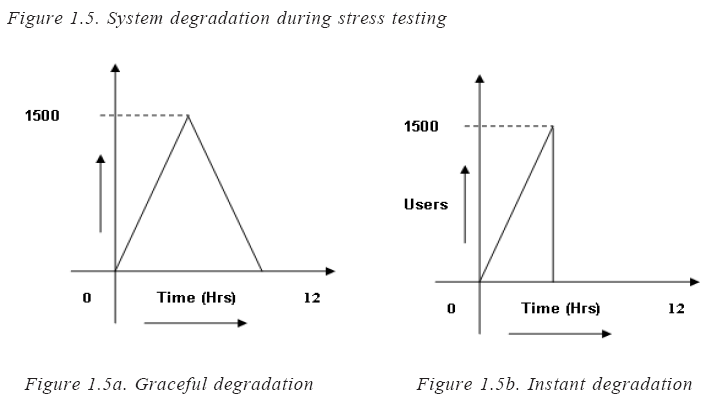 Figure 1.5. System degradation during stress testing
1500
0 Time (Hrs) 12
Figure 1.5a. Graceful degradation
1500
Users
0 Time (Hrs) 12
Figure 1.5b. Instant degradation